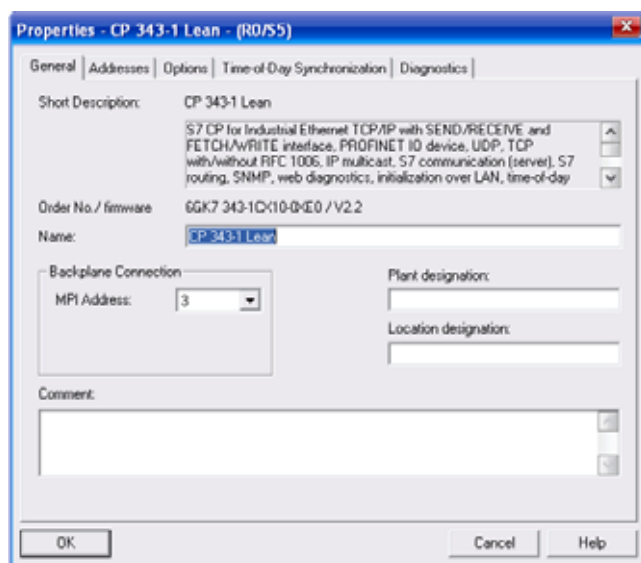 Properties - CP 343-1 Lean - (R0/S5)
General Addresses Options Time-of-Day Synchronization Diagnostics
Short Description: CP 343-1 Lean
S7 CP for Industrial Ethernet TCP/IP with SEND/RECEIVE and
FETCH/WRITE interface, PROFINET IO device, UDP, TCP
with/without RFC 1006, IP multicast, S7 communication (server), S7
routing, SNMP, web diagnostics, initialization over LAN, time-of-day
Order No./ firmware 6GK7 343-1CX10-0XE0 / V2.2
Name: CP 343-1 Lean
Backplane Connection
MPI Address: 3
Plant designation:
Location designation:
Comment:
OK Cancel Help